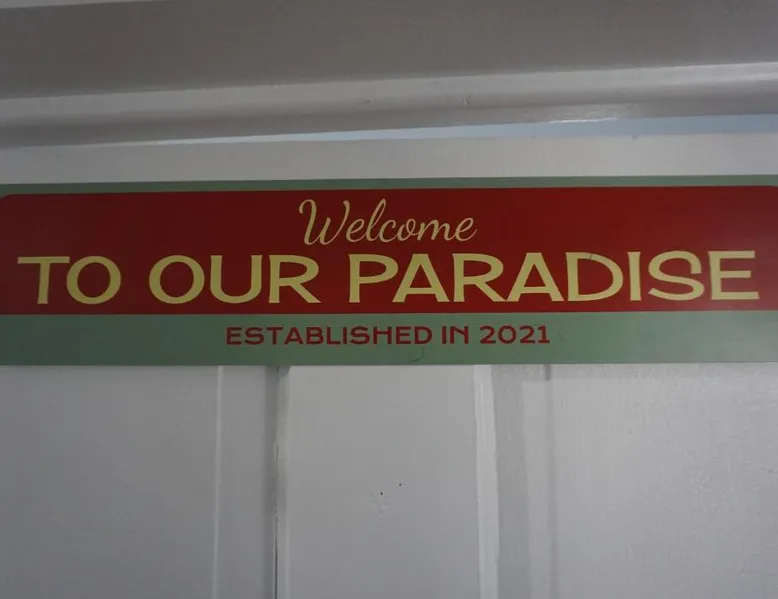 Welcome
TO OUR PARADISE
ESTABLISHED IN 2021